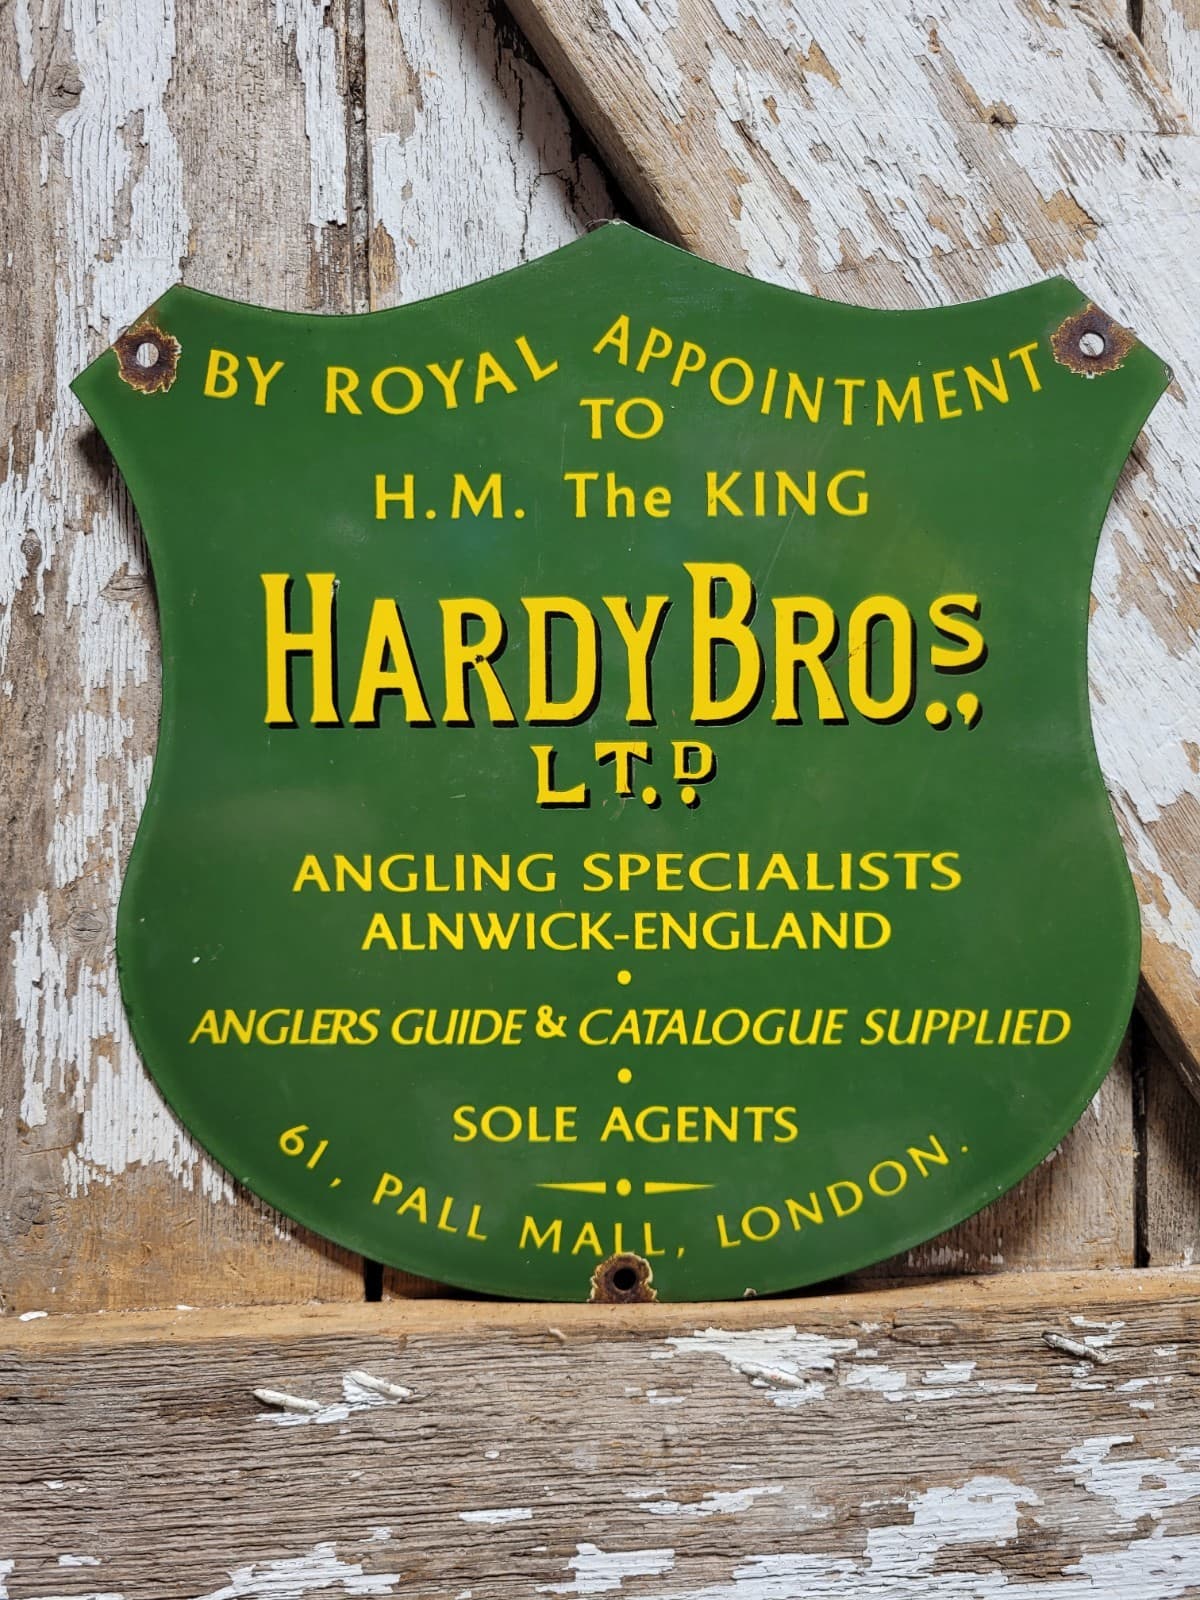 BY ROYAL APPOINTMENT
TO
H.M. The KING
HARDY BROS.,
LTD.
ANGLING SPECIALISTS
ALNWICK-ENGLAND
ANGLERS GUIDE & CATALOGUE SUPPLIED
SOLE AGENTS
61, PALL MALL, LONDON.